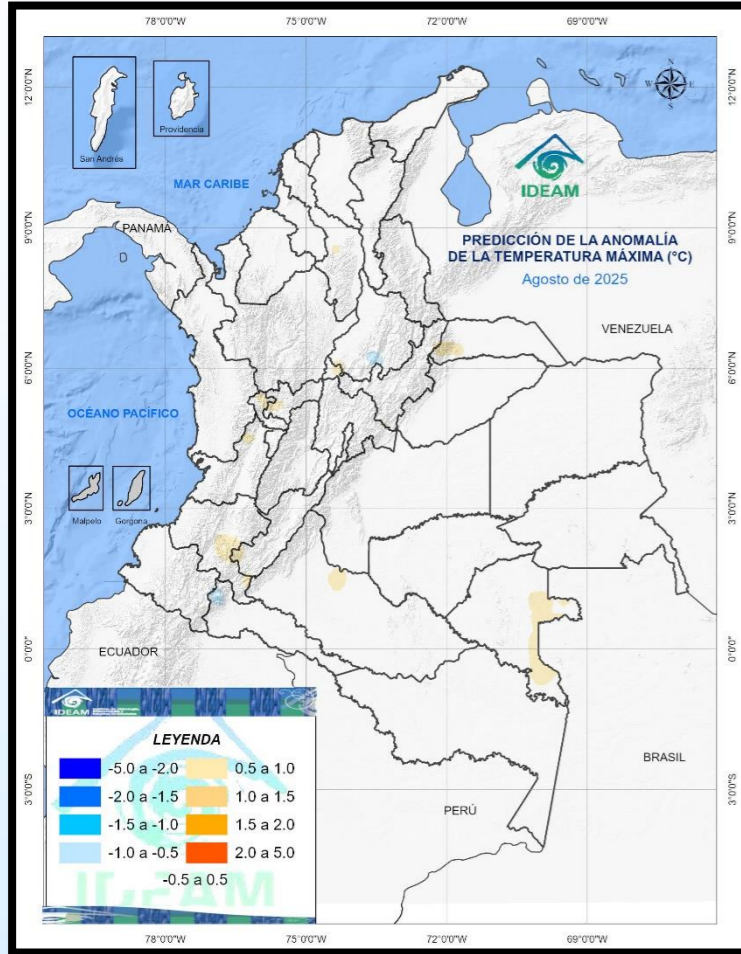 78°0'0"W
75°0'0"W
72°0'0"W
69°0'0"W
12°0'0"N
12°0'0"N
San Andrés
Providencia
N
W
E
S
MAR CARIBE
IDEAM
PANAMÁ
9°0'0"N
9°0'0"N
PREDICCIÓN DE LA ANOMALÍA
DE LA TEMPERATURA MÁXIMA (°C)
Agosto de 2025
VENEZUELA
6°0'0"N
6°0'0"N
OCÉANO PACÍFICO
3°0'0"N
3°0'0"N
Malpelo
Gorgona
0°0'0"
0°0'0"
ECUADOR
IDEAM
LEYENDA
-5.0 a -2.0
0.5 a 1.0
-2.0 a -1.5
1.0 a 1.5
-1.5 a -1.0
1.5 a 2.0
-1.0 a -0.5
2.0 a 5.0
-0.5 a 0.5
IDEAM
BRASIL
PERÚ
3°0'0"S
3°0'0"S
78°0'0"W
75°0'0"W
72°0'0"W
69°0'0"W